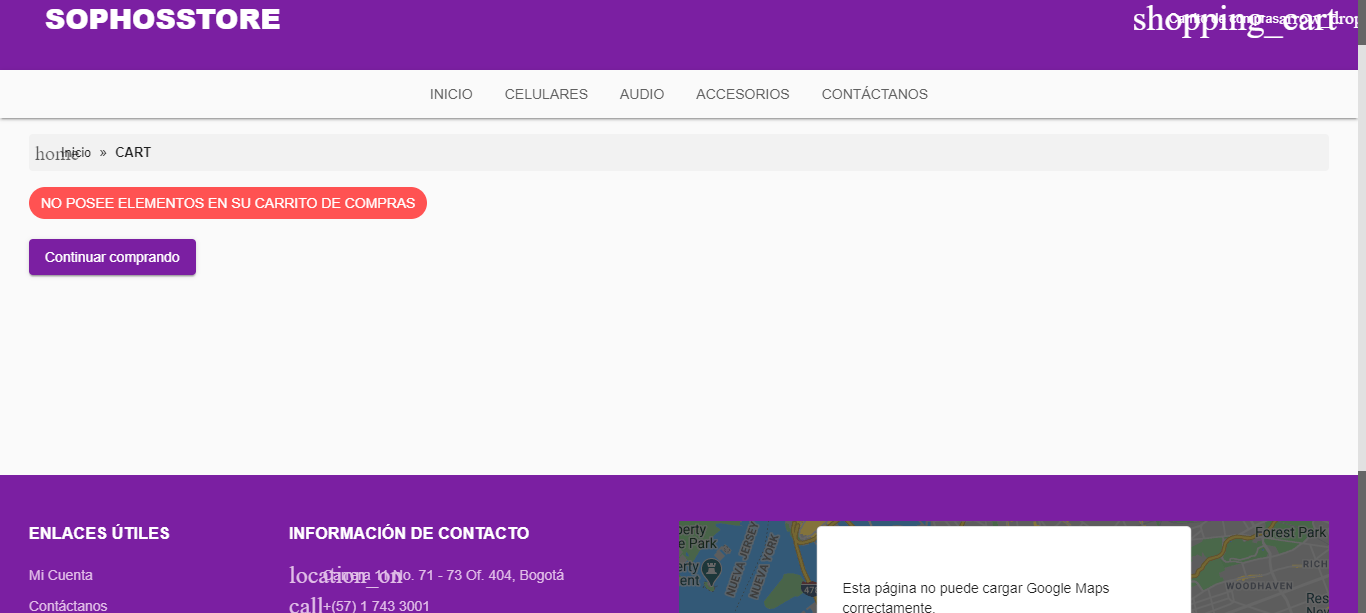 SOPHOSSTORE
shopping_cart
Carrito de compras
INICIO CELULARES AUDIO ACCESORIOS CONTÁCTANOS
home Inicio » CART
NO POSEE ELEMENTOS EN SU CARRITO DE COMPRAS
Continuar comprando
ENLACES ÚTILES
Mi Cuenta
Contáctanos
INFORMACIÓN DE CONTACTO
location_on Carrera 11 No. 71 - 73 Of. 404, Bogotá
call +(57) 1 743 3001
perty
e Park
erty
ent
NUEVA JERSEY
NUEVA YORK
Forest Park
RICH
WOODHAVEN
Res
Nev
Esta página no puede cargar Google Maps
correctamente.